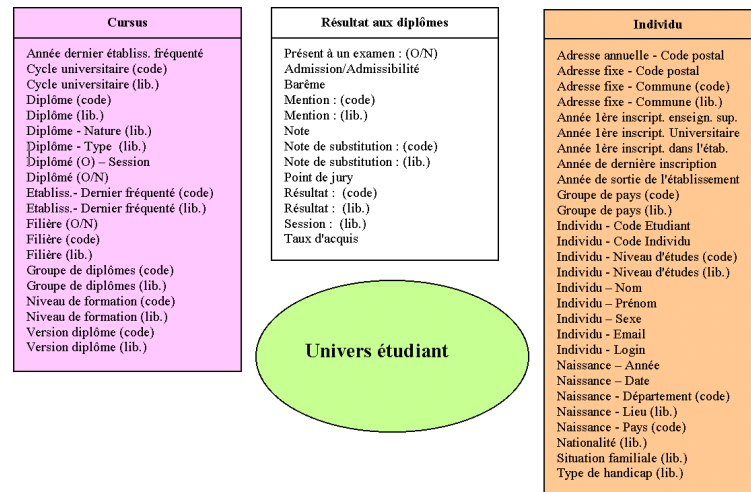 Cursus
Année dernier établiss. fréquenté
Cycle universitaire (code)
Cycle universitaire (lib.)
Diplôme (code)
Diplôme (lib.)
Diplôme - Nature (lib.)
Diplôme - Type  (lib.)
Diplômé (O) – Session
Diplômé (O/N)
Etabliss.- Dernier fréquenté (code)
Etabliss.- Dernier fréquenté (lib.)
Filière (O/N)
Filière (code)
Filière (lib.)
Groupe de diplômes (code)
Groupe de diplômes (lib.)
Niveau de formation (code)
Niveau de formation (lib.)
Version diplôme (code)
Version diplôme (lib.)
Résultat aux diplômes
Présent à un examen : (O/N)
Admission/Admissibilité
Barême
Mention : (code)
Mention : (lib.)
Note
Note de substitution : (code)
Note de substitution : (lib.)
Point de jury
Résultat :  (code)
Résultat :  (lib.)
Session :  (lib.)
Taux d'acquis
Univers étudiant
Individu
Adresse annuelle - Code postal
Adresse fixe - Code postal
Adresse fixe - Commune (code)
Adresse fixe - Commune (lib.)
Année 1ère inscript. enseign. sup.
Année 1ère inscript. Universitaire
Année 1ère inscript. dans l'étab.
Année de dernière inscription
Année de sortie de l'établissement
Groupe de pays (code)
Groupe de pays (lib.)
Individu - Code Etudiant
Individu - Code Individu
Individu - Niveau d'études (code)
Individu - Niveau d'études (lib.)
Individu – Nom
Individu – Prénom
Individu – Sexe
Individu - Email
Individu - Login
Naissance – Année
Naissance – Date
Naissance - Département (code)
Naissance - Lieu (lib.)
Naissance - Pays (code)
Nationalité (lib.)
Situation familiale (lib.)
Type de handicap (lib.)